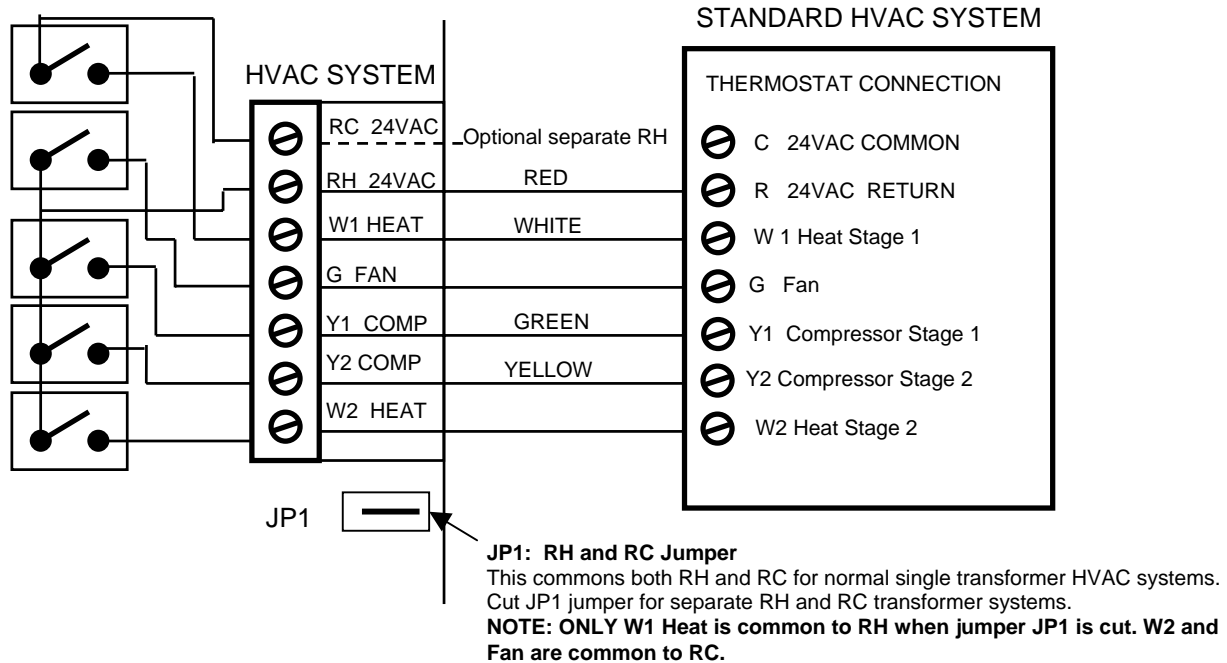 STANDARD HVAC SYSTEM
HVAC SYSTEM
THERMOSTAT CONNECTION
RC 24VAC
Optional separate RH
C 24VAC COMMON
RH 24VAC
RED
R 24VAC RETURN
W1 HEAT
WHITE
W 1 Heat Stage 1
G FAN
G Fan
Y1 COMP
GREEN
Y1 Compressor Stage 1
Y2 COMP
YELLOW
Y2 Compressor Stage 2
W2 HEAT
W2 Heat Stage 2
JP1
JP1: RH and RC Jumper
This commons both RH and RC for normal single transformer HVAC systems.
Cut JP1 jumper for separate RH and RC transformer systems.
NOTE: ONLY W1 Heat is common to RH when jumper JP1 is cut. W2 and
Fan are common to RC.